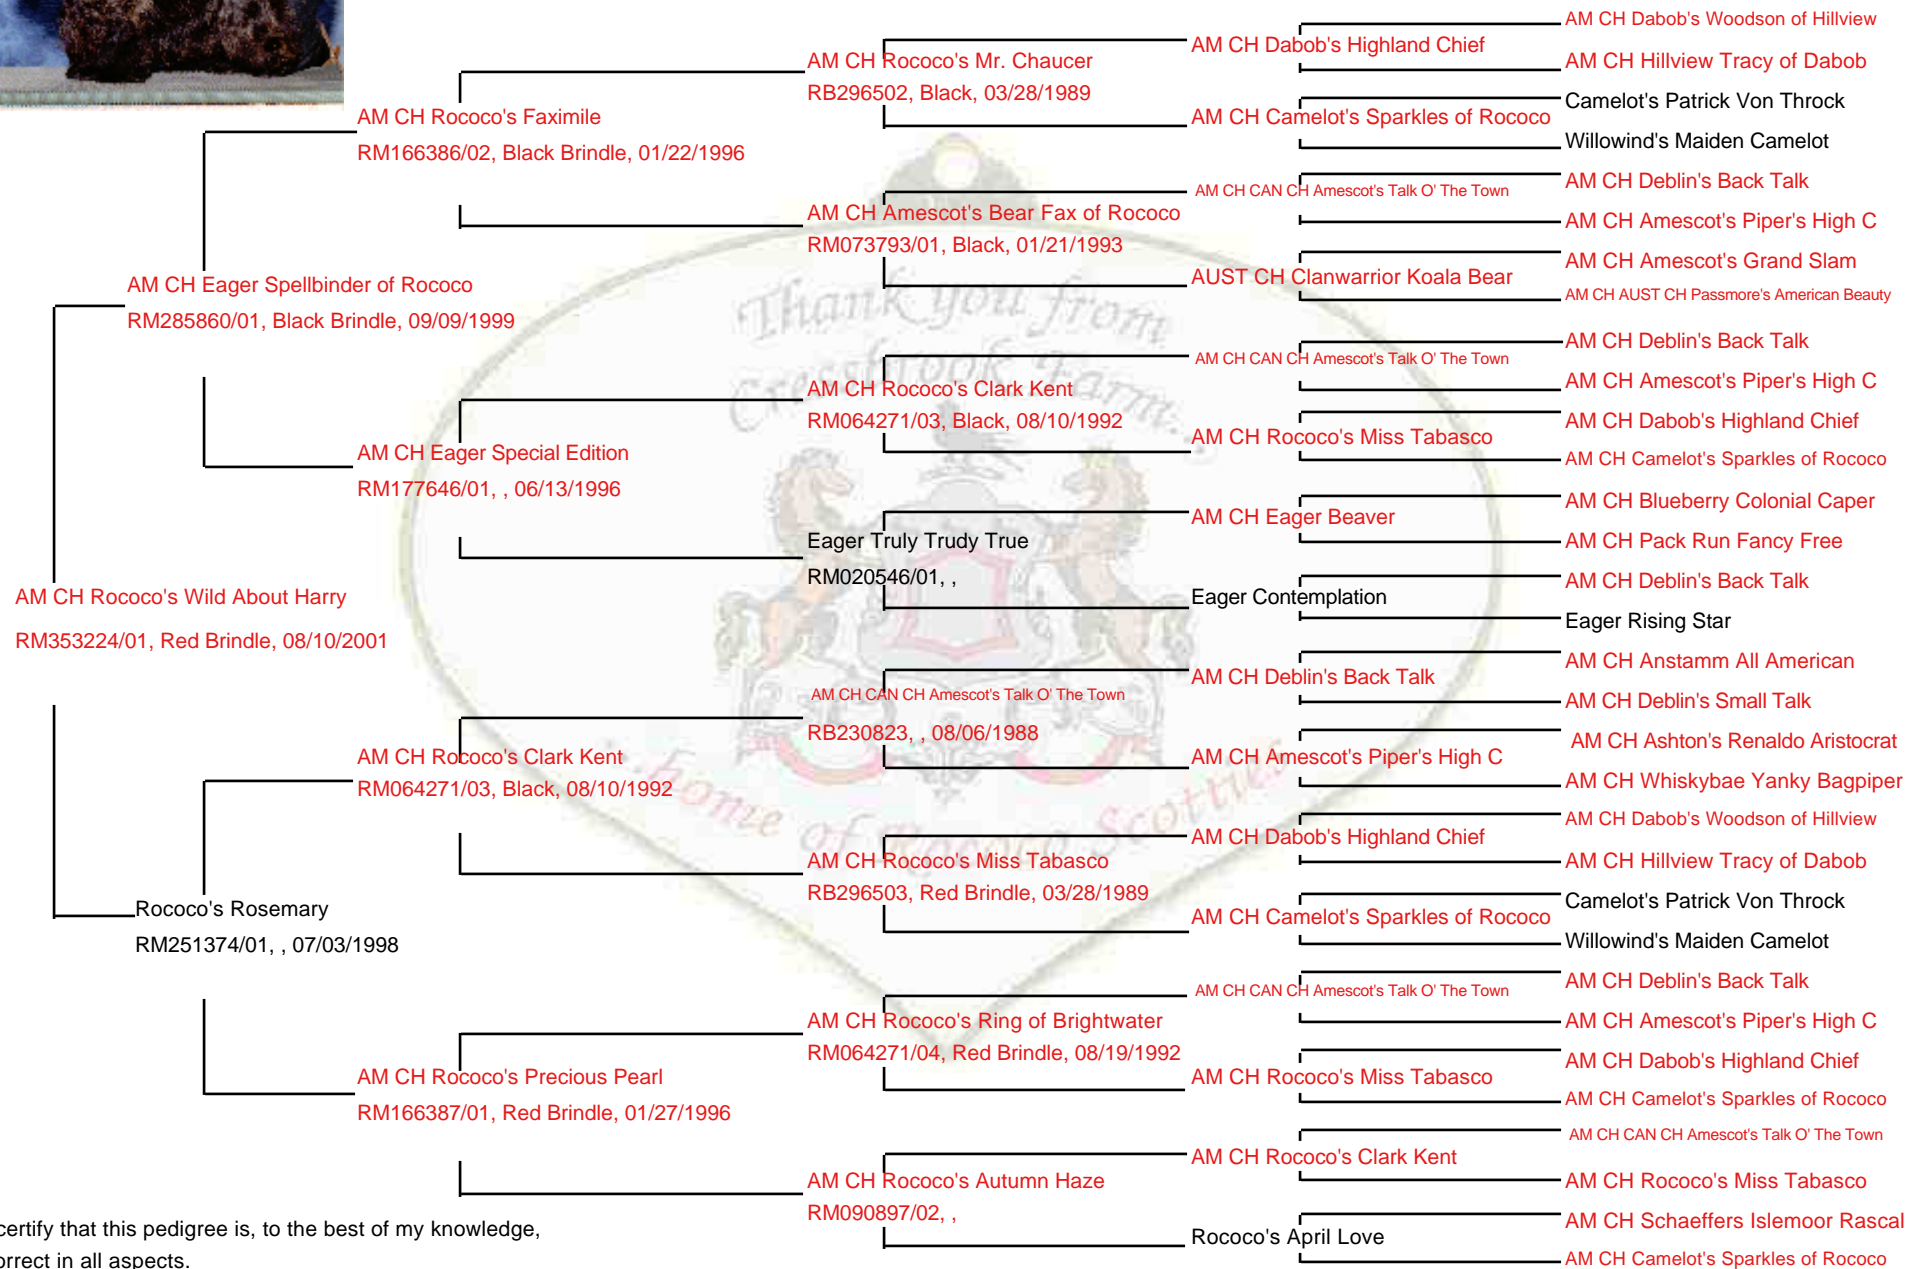 AM CH Rococo's Wild About Harry
RM353224/01, Red Brindle, 08/10/2001
AM CH Eager Spellbinder of Rococo
RM285860/01, Black Brindle, 09/09/1999
Rococo's Rosemary
RM251374/01, , 07/03/1998
AM CH Rococo's Faximile
RM166386/02, Black Brindle, 01/22/1996
AM CH Eager Special Edition
RM177646/01, , 06/13/1996
AM CH Rococo's Clark Kent
RM064271/03, Black, 08/10/1992
AM CH Rococo's Precious Pearl
RM166387/01, Red Brindle, 01/27/1996
AM CH Rococo's Mr. Chaucer
RB296502, Black, 03/28/1989
AM CH Amescot's Bear Fax of Rococo
RM073793/01, Black, 01/21/1993
AM CH Rococo's Clark Kent
RM064271/03, Black, 08/10/1992
Eager Truly Trudy True
RM020546/01, ,
AM CH CAN CH Amescot's Talk O' The Town
RB230823, , 08/06/1988
AM CH Rococo's Miss Tabasco
RB296503, Red Brindle, 03/28/1989
AM CH Rococo's Ring of Brightwater
RM064271/04, Red Brindle, 08/19/1992
AM CH Rococo's Autumn Haze
RM090897/02, ,
AM CH Dabob's Highland Chief
AM CH Camelot's Sparkles of Rococo
AM CH CAN CH Amescot's Talk O' The Town
AUST CH Clanwarrior Koala Bear
AM CH CAN CH Amescot's Talk O' The Town
AM CH Rococo's Miss Tabasco
AM CH Eager Beaver
Eager Contemplation
AM CH Deblin's Back Talk
AM CH Amescot's Piper's High C
AM CH Dabob's Highland Chief
AM CH Camelot's Sparkles of Rococo
AM CH CAN CH Amescot's Talk O' The Town
AM CH Rococo's Miss Tabasco
AM CH Rococo's Clark Kent
Rococo's April Love
AM CH Dabob's Woodson of Hillview
AM CH Hillview Tracy of Dabob
Camelot's Patrick Von Throck
Willowind's Maiden Camelot
AM CH Deblin's Back Talk
AM CH Amescot's Piper's High C
AM CH Amescot's Grand Slam
AM CH AUST CH Passmore's American Beauty
AM CH Deblin's Back Talk
AM CH Amescot's Piper's High C
AM CH Dabob's Highland Chief
AM CH Camelot's Sparkles of Rococo
AM CH Blueberry Colonial Caper
AM CH Pack Run Fancy Free
AM CH Deblin's Back Talk
Eager Rising Star
AM CH Anstamm All American
AM CH Deblin's Small Talk
AM CH Ashton's Renaldo Aristocrat
AM CH Whiskybae Yanky Bagpiper
AM CH Dabob's Woodson of Hillview
AM CH Hillview Tracy of Dabob
Camelot's Patrick Von Throck
Willowind's Maiden Camelot
AM CH Deblin's Back Talk
AM CH Amescot's Piper's High C
AM CH Dabob's Highland Chief
AM CH Camelot's Sparkles of Rococo
AM CH CAN CH Amescot's Talk O' The Town
AM CH Rococo's Miss Tabasco
AM CH Schaeffers Islemoor Rascal
AM CH Camelot's Sparkles of Rococo
Thank you from
Cressbrook Farm.
"home of Rococo Scotties"
certify that this pedigree is, to the best of my knowledge,
orrect in all aspects.